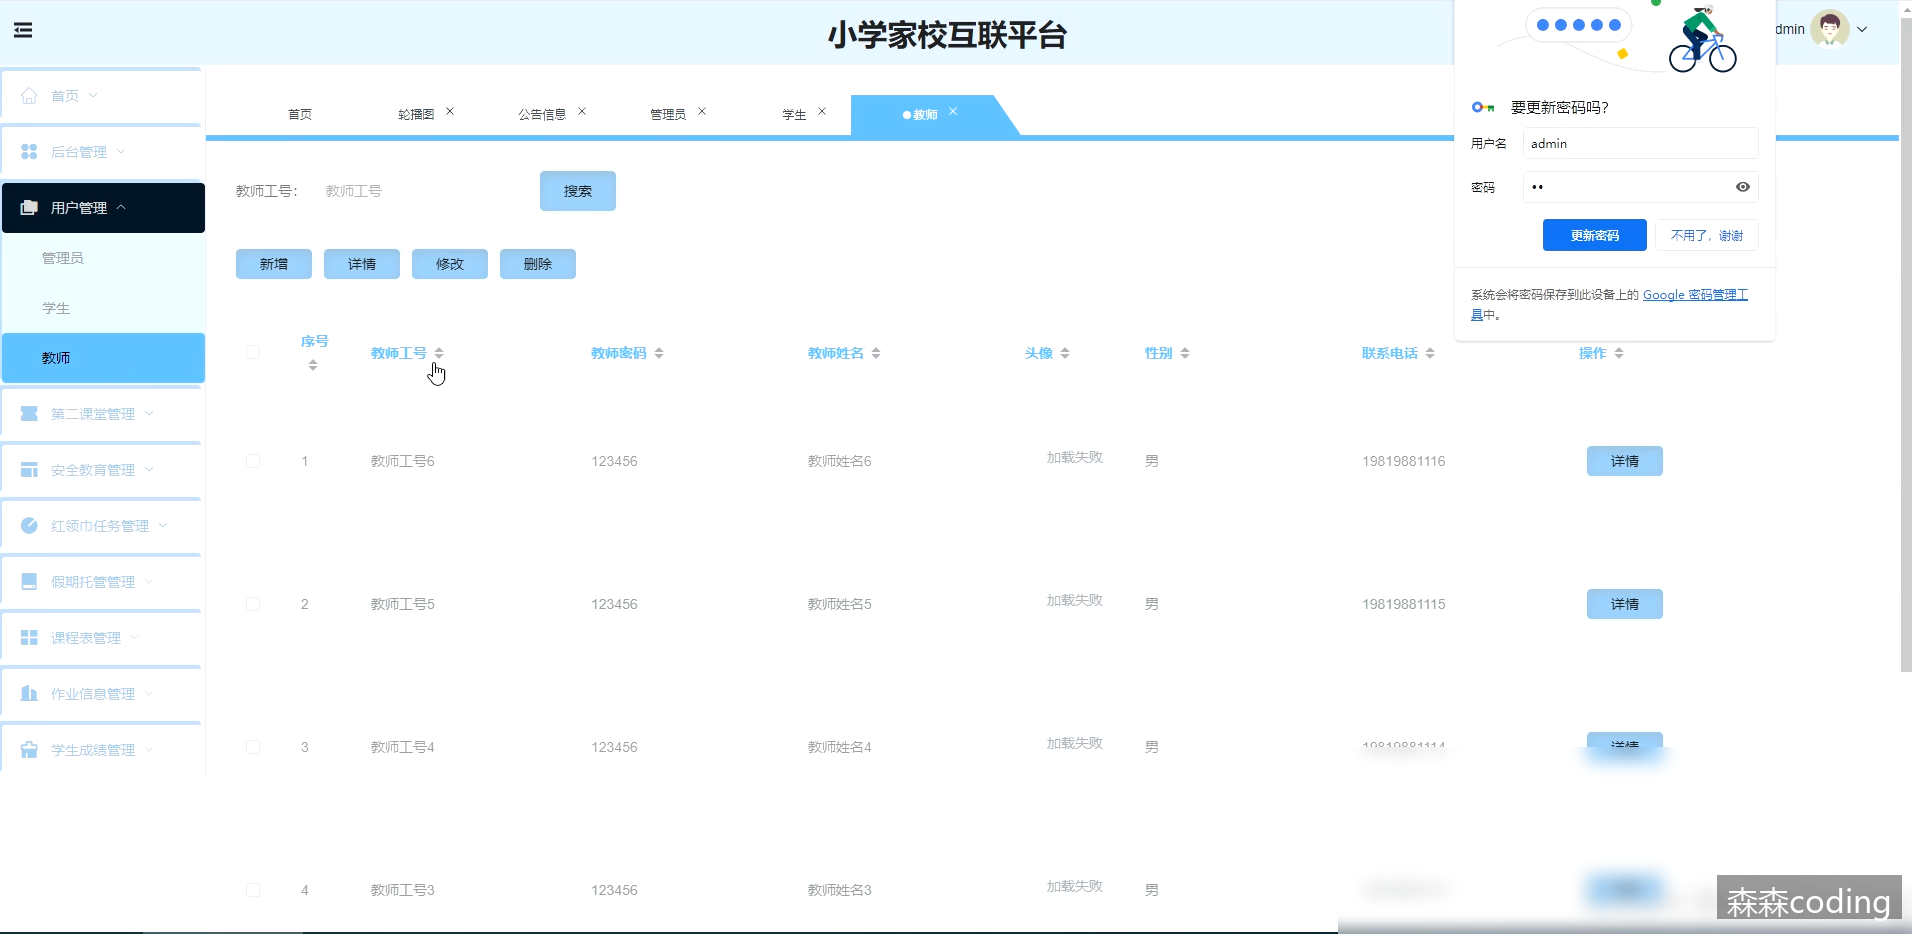 小学家校互联平台
dmin
首页
后台管理
用户管理
管理员
学生
教师
第二课堂管理
安全教育管理
红领巾任务管理
假期托管管理
课程表管理
作业信息管理
学生成绩管理
首页 轮播图 公告信息 管理员 学生 教师
教师工号： 教师工号 搜索
新增 详情 修改 删除
序号 教师工号 教师密码 教师姓名 头像 性别 联系电话 操作
1 教师工号6 123456 教师姓名6 加载失败 男 19819881116 详情
2 教师工号5 123456 教师姓名5 加载失败 男 19819881115 详情
3 教师工号4 123456 教师姓名4 加载失败 男 19819881114 详情
4 教师工号3 123456 教师姓名3 加载失败 男
要更新密码吗？
用户名 admin
密码 ••
更新密码 不用了，谢谢
系统会将密码保存到此设备上的 Google 密码管理工
具中。
森森coding